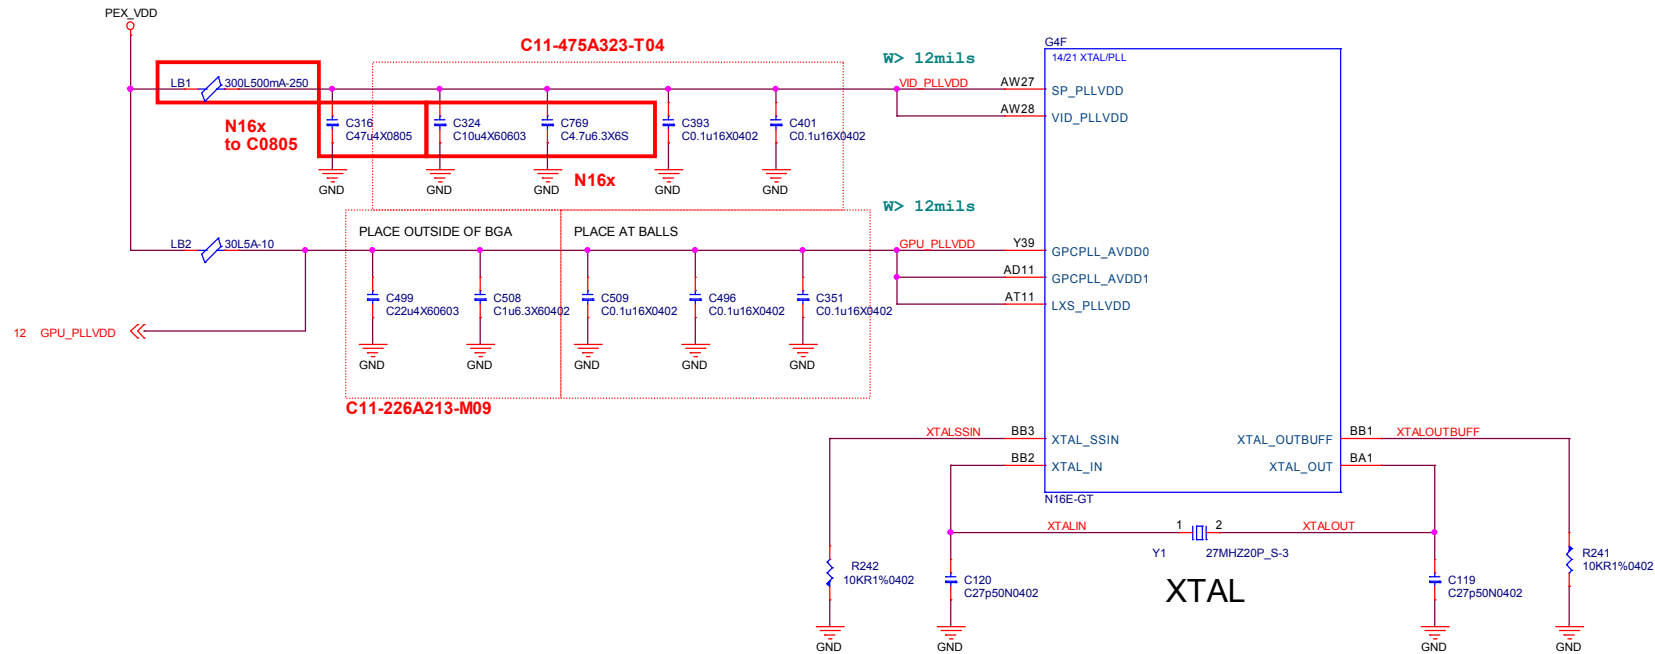 PEX_VDD
C11-475A323-T04
W> 12mils
G4F
14/21 XTAL/PLL
LB1
300L500mA-250
VID_PLLVDD
AW27
SP_PLLVDD
AW28
VID_PLLVDD
N16x
to C0805
C316
C47u4X0805
C324
C10u4X60603
C769
C4.7u6.3X6S
C393
C0.1u16X0402
C401
C0.1u16X0402
GND
GND
GND
N16x
GND
GND
W> 12mils
PLACE OUTSIDE OF BGA
PLACE AT BALLS
LB2
30L5A-10
GPU_PLLVDD
Y39
GPCPLL_AVDD0
AD11
GPCPLL_AVDD1
AT11
LXS_PLLVDD
C499
C22u4X60603
C508
C1u6.3X60402
C509
C0.1u16X0402
C496
C0.1u16X0402
C351
C0.1u16X0402
12 GPU_PLLVDD
GND
GND
GND
GND
GND
C11-226A213-M09
XTALSSIN
BB3
XTAL_SSIN
XTAL_OUTBUFF
BB1
XTALOUTBUFF
BB2
XTAL_IN
XTAL_OUT
BA1
N16E-GT
XTALIN
1
2
XTALOUT
Y1
27MHZ20P_S-3
R242
10KR1%0402
C120
C27p50N0402
XTAL
C119
C27p50N0402
R241
10KR1%0402
GND
GND
GND
GND